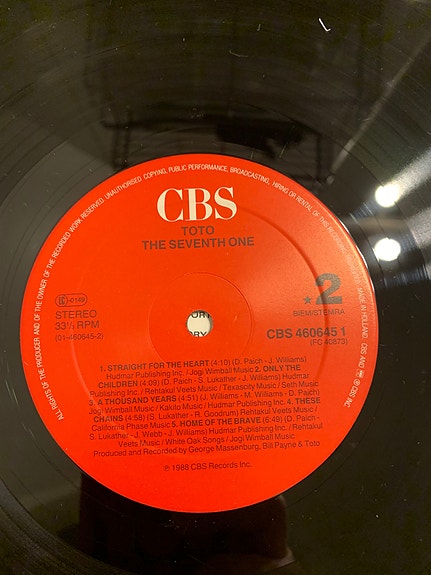 ALL RIGHTS OF THE PRODUCER AND OF THE OWNER OF THE RECORDED WORK RESERVED. UNAUTHORISED COPYING, PUBLIC PERFORMANCE, BROADCASTING, HIRING OR RENTAL OF THIS RECORD
MADE IN HOLLAND.
CBS
TOTO
THE SEVENTH ONE
LC-0149
STEREO
33⅓ RPM
(01-460645-2)
★2
BIEM/STEMRA
CBS 460645 1
(FC 40873)
ORY
1. STRAIGHT FOR THE HEART (4:10) (D. Paich - J. Williams)
Hudmar Publishing Inc. / Jogi Wimball Music 2. ONLY THE
CHILDREN (4:09) (D. Paich - S. Lukather - J. Williams) Hudmar
Publishing Inc. / Rehtakul Veets Music / Texascity Music / Seth Music
3. A THOUSAND YEARS (4:51) (J. Williams - M. Williams - D. Paich)
Jogi Wimball Music / Kakito Music / Hudmar Publishing Inc. 4. THESE
CHAINS (4:58) (S. Lukather - R. Goodrum) Rehtakul Veets Music /
California Phase Music 5. HOME OF THE BRAVE (6:49) (D. Paich -
S. Lukather - J. Webb - J. Williams) Hudmar Publishing Inc. / Rehtakul
Veets Music / White Oak Songs / Jogi Wimball Music
Produced and Recorded by George Massenburg, Bill Payne & Toto
℗ 1988 CBS Records Inc.